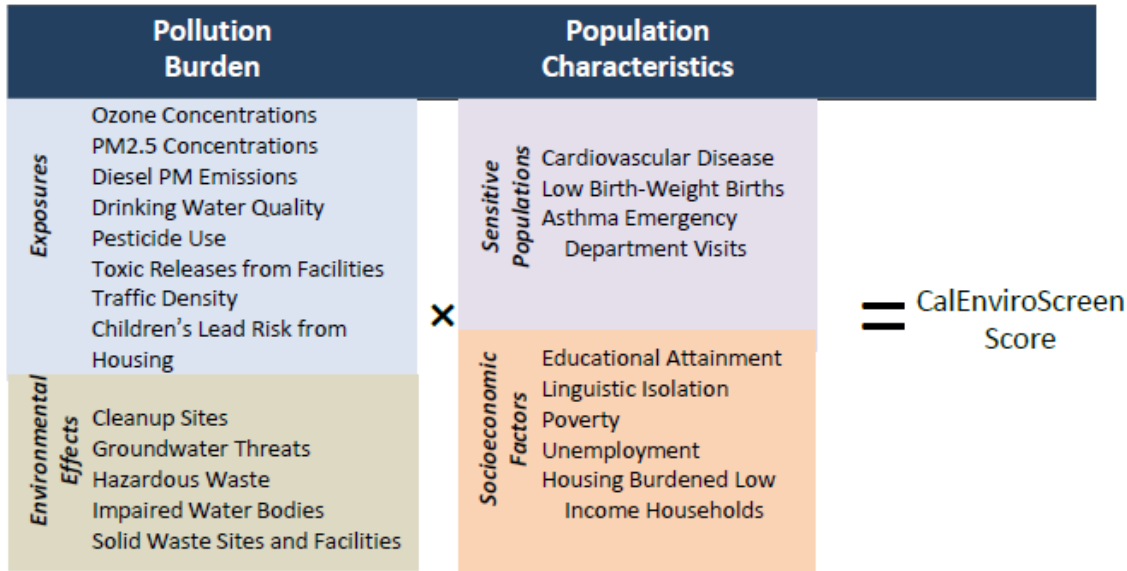 Pollution
Burden
Population
Characteristics
Exposures
Ozone Concentrations
PM2.5 Concentrations
Diesel PM Emissions
Drinking Water Quality
Pesticide Use
Toxic Releases from Facilities
Traffic Density
Children’s Lead Risk from
Housing
Environmental
Effects
Cleanup Sites
Groundwater Threats
Hazardous Waste
Impaired Water Bodies
Solid Waste Sites and Facilities
×
Sensitive
Populations
Cardiovascular Disease
Low Birth-Weight Births
Asthma Emergency
Department Visits
Socioeconomic
Factors
Educational Attainment
Linguistic Isolation
Poverty
Unemployment
Housing Burdened Low
Income Households
=
CalEnviroScreen
Score